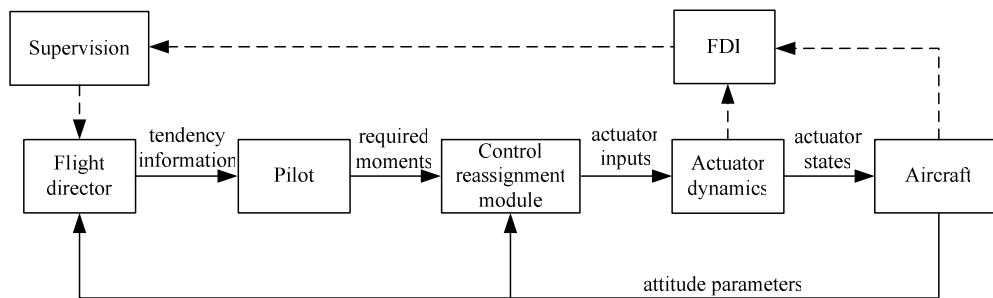 Supervision
FDI
tendency
information
required
moments
actuator
inputs
actuator
states
Flight
director
Pilot
Control
reassignment
module
Actuator
dynamics
Aircraft
attitude parameters